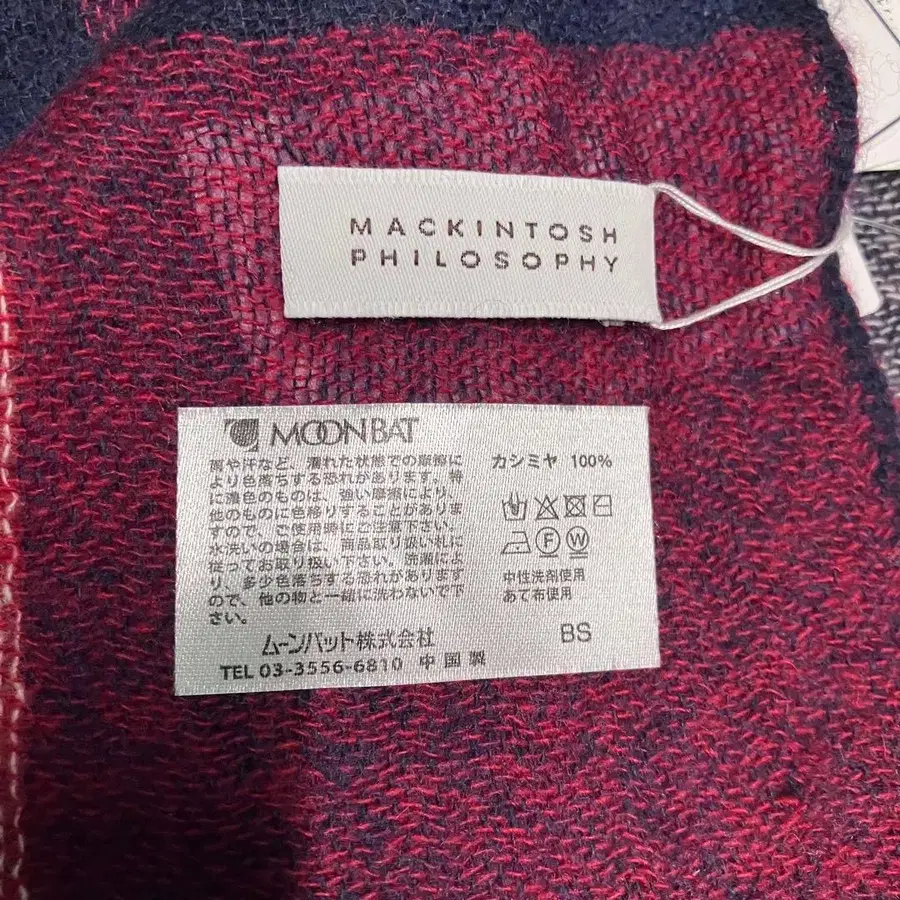 MACKINTOSH
PHILOSOPHY
MOONBAT
雨や汗など、濡れた状態での摩擦に
より色落ちする恐れがあります。特
に濃色のものは、強い摩擦により、
他のものに色移りすることがありま
すので、ご使用時にご注意下さい。
水洗いの場合は、商品取り扱い札に
従ってお取り扱い下さい。洗濯によ
り、多少色落ちする恐れがあります
ので、他の物と一緒に洗わないで下
さい。
ムーンバット株式会社
TEL 03-3556-6810 中国製
カシミヤ 100%
F W
中性洗剤使用
あて布使用
BS